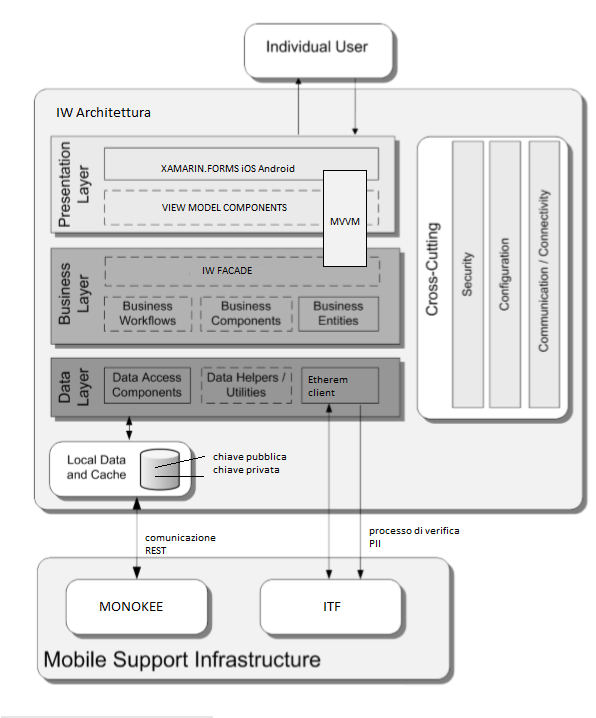 Individual User
IW Architettura
Presentation
Layer
XAMARIN.FORMS iOS Android
VIEW MODEL COMPONENTS
MVVM
Business
Layer
IW FACADE
Business
Workflows
Business
Components
Business
Entities
Data
Layer
Data Access
Components
Data Helpers /
Utilities
Etherem
client
Cross-Cutting
Security
Configuration
Communication / Connectivity
Local Data
and Cache
chiave pubblica
chiave privata
comunicazione
REST
processo di verifica
PII
MONOKEE
ITF
Mobile Support Infrastructure